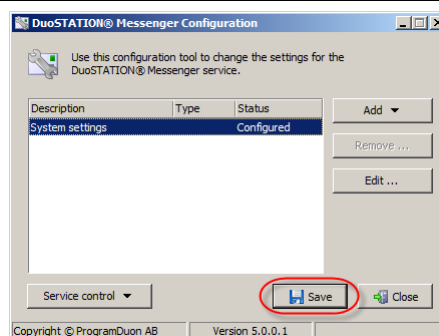 DuoSTATION® Messenger Configuration
Use this configuration tool to change the settings for the
DuoSTATION® Messenger service.
Description Type Status
System settings Configured
Add
Remove ...
Edit ...
Service control Save Close
Copyright © ProgramDuon AB Version 5.0.0.1